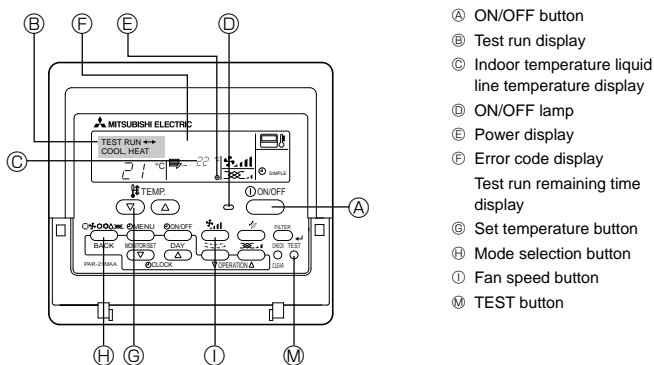 Ⓑ Ⓕ Ⓔ Ⓓ
MITSUBISHI ELECTRIC
TEST RUN
COOL, HEAT
21 °C
22 °C
SIMPLE
Ⓒ
TEMP.
ON/OFF
Ⓐ
MENU
ON/OFF
FILTER
BACK
MONITOR/SET
DAY
CHECK TEST
PAR-21MAA
CLOCK
OPERATION
CLEAR
Ⓗ Ⓖ Ⓘ Ⓜ
Ⓐ ON/OFF button
Ⓑ Test run display
Ⓒ Indoor temperature liquid
line temperature display
Ⓓ ON/OFF lamp
Ⓔ Power display
Ⓕ Error code display
Test run remaining time
display
Ⓖ Set temperature button
Ⓗ Mode selection button
Ⓘ Fan speed button
Ⓜ TEST button